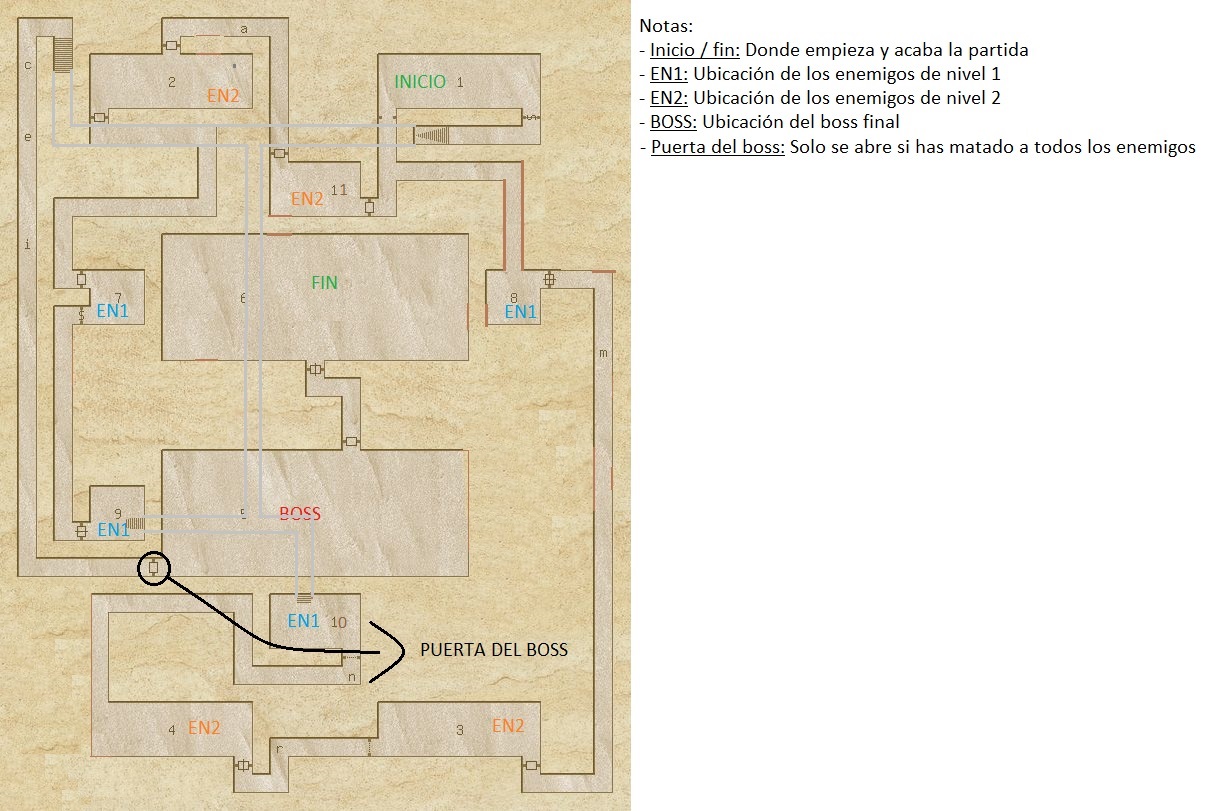 Notas:
- Inicio / fin: Donde empieza y acaba la partida
- EN1: Ubicación de los enemigos de nivel 1
- EN2: Ubicación de los enemigos de nivel 2
- BOSS: Ubicación del boss final
- Puerta del boss: Solo se abre si has matado a todos los enemigos
a
c
2
EN2
INICIO 1
e
S
EN2 11
i
FIN
6
7
EN1
8
EN1
S
m
9
EN1
5
BOSS
EN1 10
PUERTA DEL BOSS
n
4 EN2
3 EN2
r